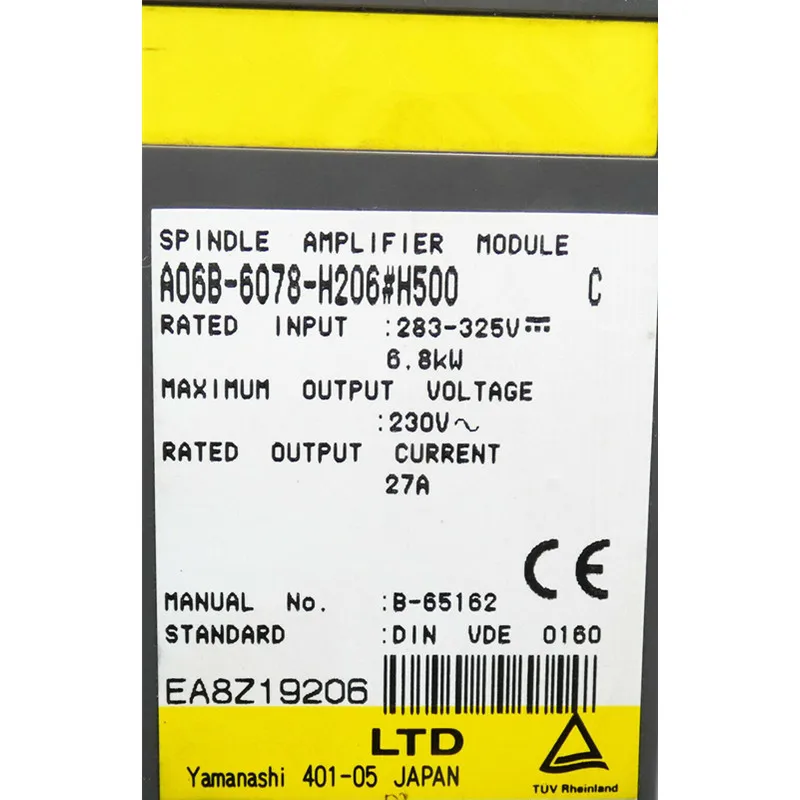 SPINDLE AMPLIFIER MODULE
A06B-6078-H206#H500 C
RATED INPUT :283-325V⎓
6.8kW
MAXIMUM OUTPUT VOLTAGE
:230V～
RATED OUTPUT CURRENT
27A
CE
MANUAL No. :B-65162
STANDARD :DIN VDE 0160
EA8Z19206
LTD
Yamanashi 401-05 JAPAN
TÜV Rheinland